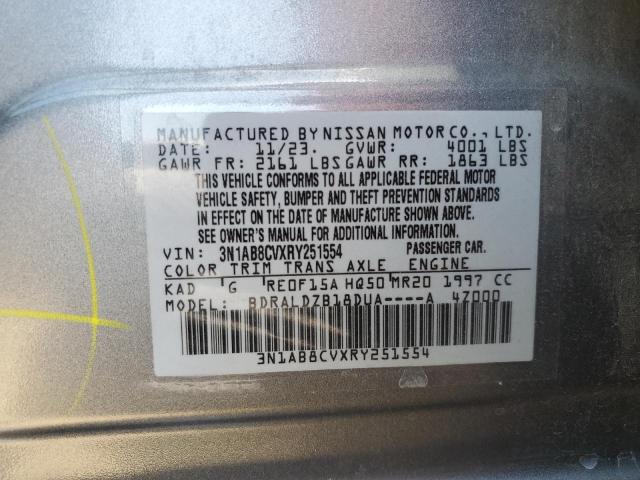 MANUFACTURED BY NISSAN MOTOR CO., LTD.
DATE: 11/23. GVWR: 4001 LBS
GAWR FR: 2161 LBS GAWR RR: 1863 LBS
THIS VEHICLE CONFORMS TO ALL APPLICABLE FEDERAL MOTOR
VEHICLE SAFETY, BUMPER AND THEFT PREVENTION STANDARDS
IN EFFECT ON THE DATE OF MANUFACTURE SHOWN ABOVE.
SEE OWNER'S MANUAL FOR ADDITIONAL INFORMATION.
VIN: 3N1AB8CVXRY251554 PASSENGER CAR.
COLOR TRIM TRANS AXLE ENGINE
KAD G RE0F15A HQ50 MR20 1997 CC
MODEL BDRALDZB18DUA----A 4Z000
3N1AB8CVXRY251554